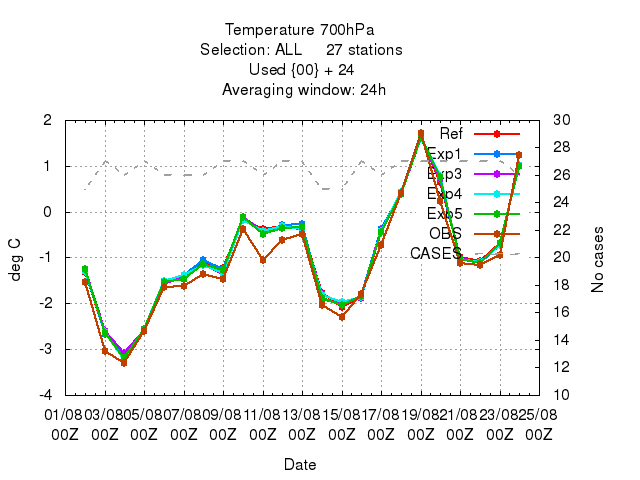 Temperature 700hPa
Selection: ALL 27 stations
Used {00} + 24
Averaging window: 24h
2
1
0
-1
-2
-3
-4
deg C
30
28
26
24
22
20
18
16
14
12
10
No cases
Ref
Exp1
Exp3
Exp4
Exp5
OBS
CASES
01/08 03/08 05/08 07/08 09/08 11/08 13/08 15/08 17/08 19/08 21/08 23/08 25/08
00Z 00Z 00Z 00Z 00Z 00Z 00Z 00Z 00Z 00Z 00Z 00Z 00Z
Date